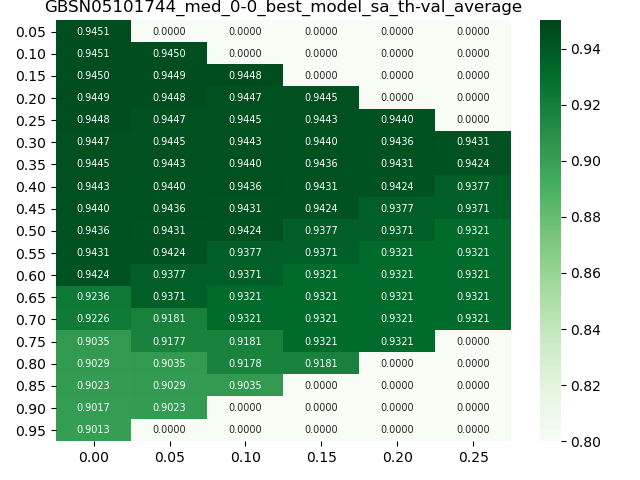 GBSN05101744_med_0-0_best_model_sa_th-val_average
0.05 0.9451 0.0000 0.0000 0.0000 0.0000 0.0000
0.10 0.9451 0.9450 0.0000 0.0000 0.0000 0.0000
0.15 0.9450 0.9449 0.9448 0.0000 0.0000 0.0000
0.20 0.9449 0.9448 0.9447 0.9445 0.0000 0.0000
0.25 0.9448 0.9447 0.9445 0.9443 0.9440 0.0000
0.30 0.9447 0.9445 0.9443 0.9440 0.9436 0.9431
0.35 0.9445 0.9443 0.9440 0.9436 0.9431 0.9424
0.40 0.9443 0.9440 0.9436 0.9431 0.9424 0.9377
0.45 0.9440 0.9436 0.9431 0.9424 0.9377 0.9371
0.50 0.9436 0.9431 0.9424 0.9377 0.9371 0.9321
0.55 0.9431 0.9424 0.9377 0.9371 0.9321 0.9321
0.60 0.9424 0.9377 0.9371 0.9321 0.9321 0.9321
0.65 0.9236 0.9371 0.9321 0.9321 0.9321 0.9321
0.70 0.9226 0.9181 0.9321 0.9321 0.9321 0.9321
0.75 0.9035 0.9177 0.9181 0.9321 0.9321 0.0000
0.80 0.9029 0.9035 0.9178 0.9181 0.0000 0.0000
0.85 0.9023 0.9029 0.9035 0.0000 0.0000 0.0000
0.90 0.9017 0.9023 0.0000 0.0000 0.0000 0.0000
0.95 0.9013 0.0000 0.0000 0.0000 0.0000 0.0000
0.00 0.05 0.10 0.15 0.20 0.25
0.94
0.92
0.90
0.88
0.86
0.84
0.82
0.80